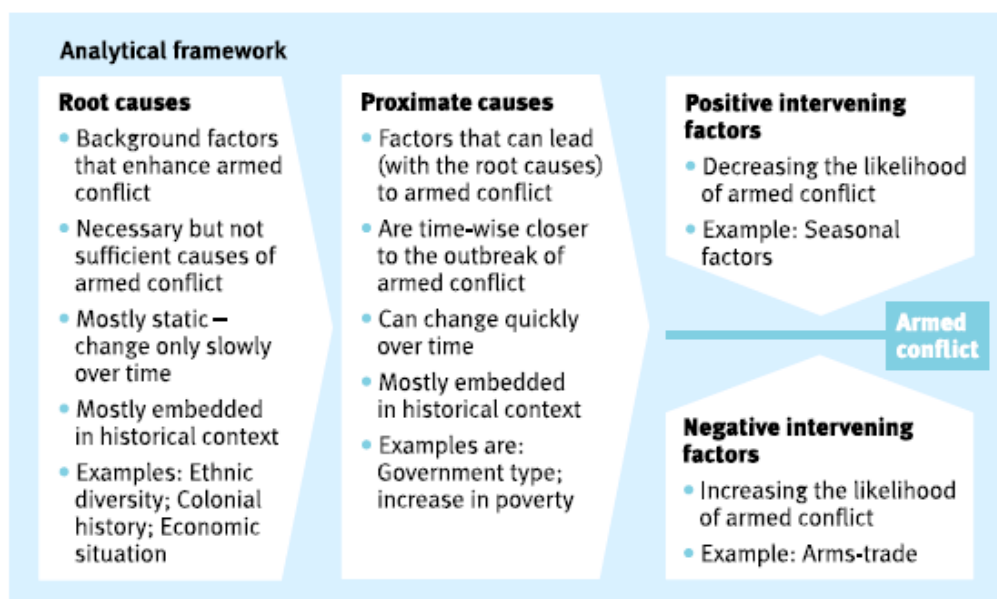 Analytical framework
Root causes
• Background factors
that enhance armed
conflict
• Necessary but not
sufficient causes of
armed conflict
• Mostly static –
change only slowly
over time
• Mostly embedded
in historical context
• Examples: Ethnic
diversity; Colonial
history; Economic
situation
Proximate causes
• Factors that can lead
(with the root causes)
to armed conflict
• Are time-wise closer
to the outbreak of
armed conflict
• Can change quickly
over time
• Mostly embedded
in historical context
• Examples are:
Government type;
increase in poverty
Positive intervening
factors
• Decreasing the likelihood
of armed conflict
• Example: Seasonal
factors
Armed
conflict
Negative intervening
factors
• Increasing the likelihood
of armed conflict
• Example: Arms-trade